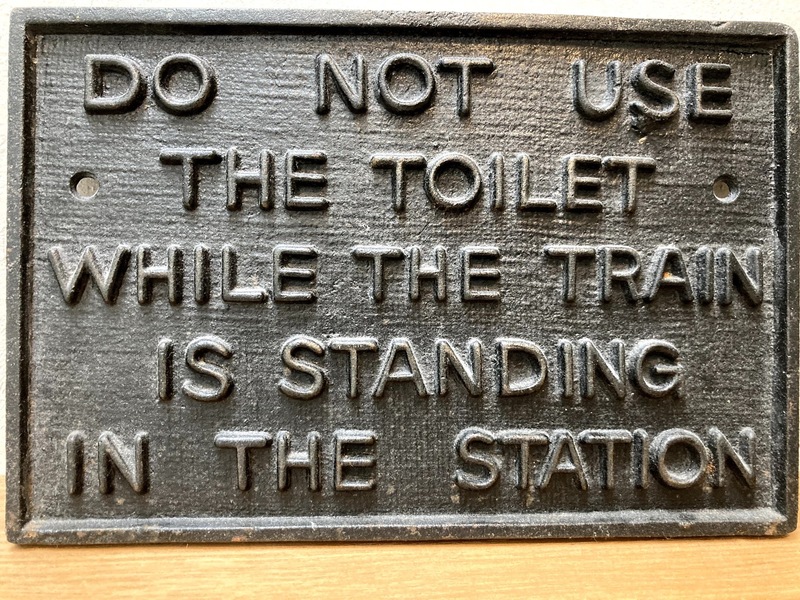 DO NOT USE
THE TOILET
WHILE THE TRAIN
IS STANDING
IN THE STATION